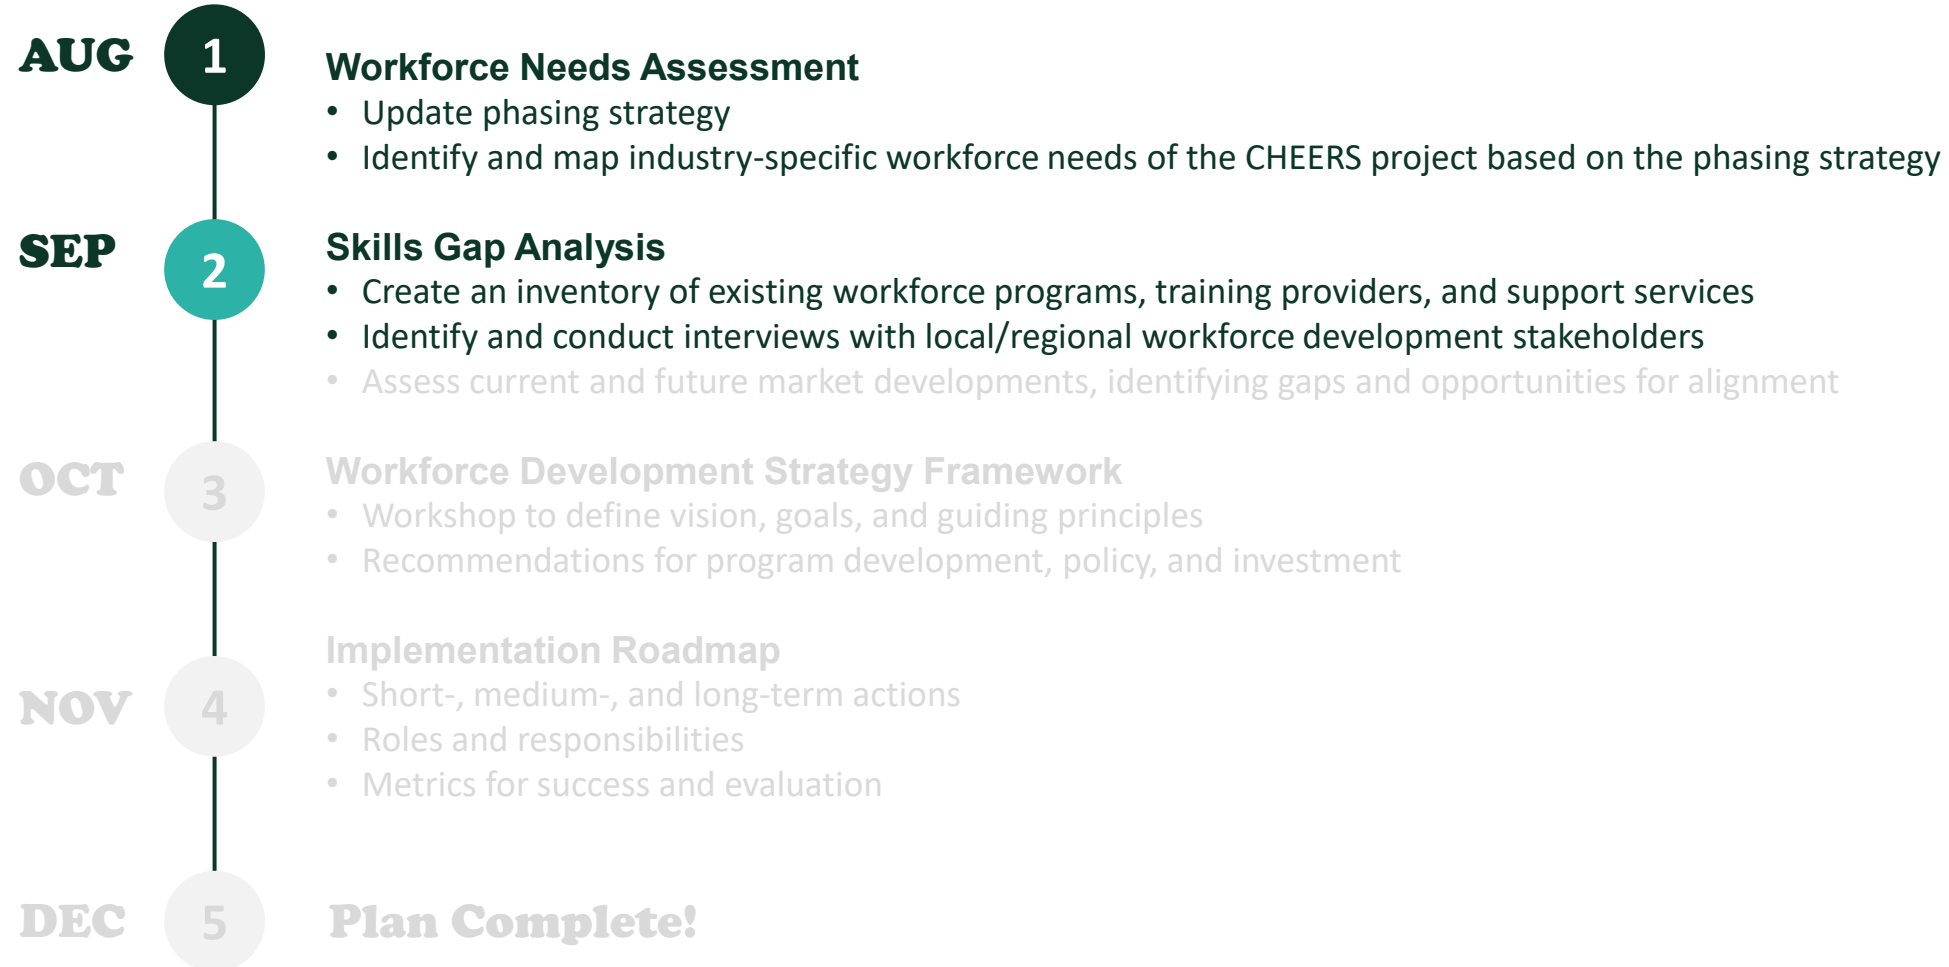 AUG
1
Workforce Needs Assessment
• Update phasing strategy
• Identify and map industry-specific workforce needs of the CHEERS project based on the phasing strategy
SEP
2
Skills Gap Analysis
• Create an inventory of existing workforce programs, training providers, and support services
• Identify and conduct interviews with local/regional workforce development stakeholders
• Assess current and future market developments, identifying gaps and opportunities for alignment
OCT
3
Workforce Development Strategy Framework
• Workshop to define vision, goals, and guiding principles
• Recommendations for program development, policy, and investment
NOV
4
Implementation Roadmap
• Short-, medium-, and long-term actions
• Roles and responsibilities
• Metrics for success and evaluation
DEC
5
Plan Complete!